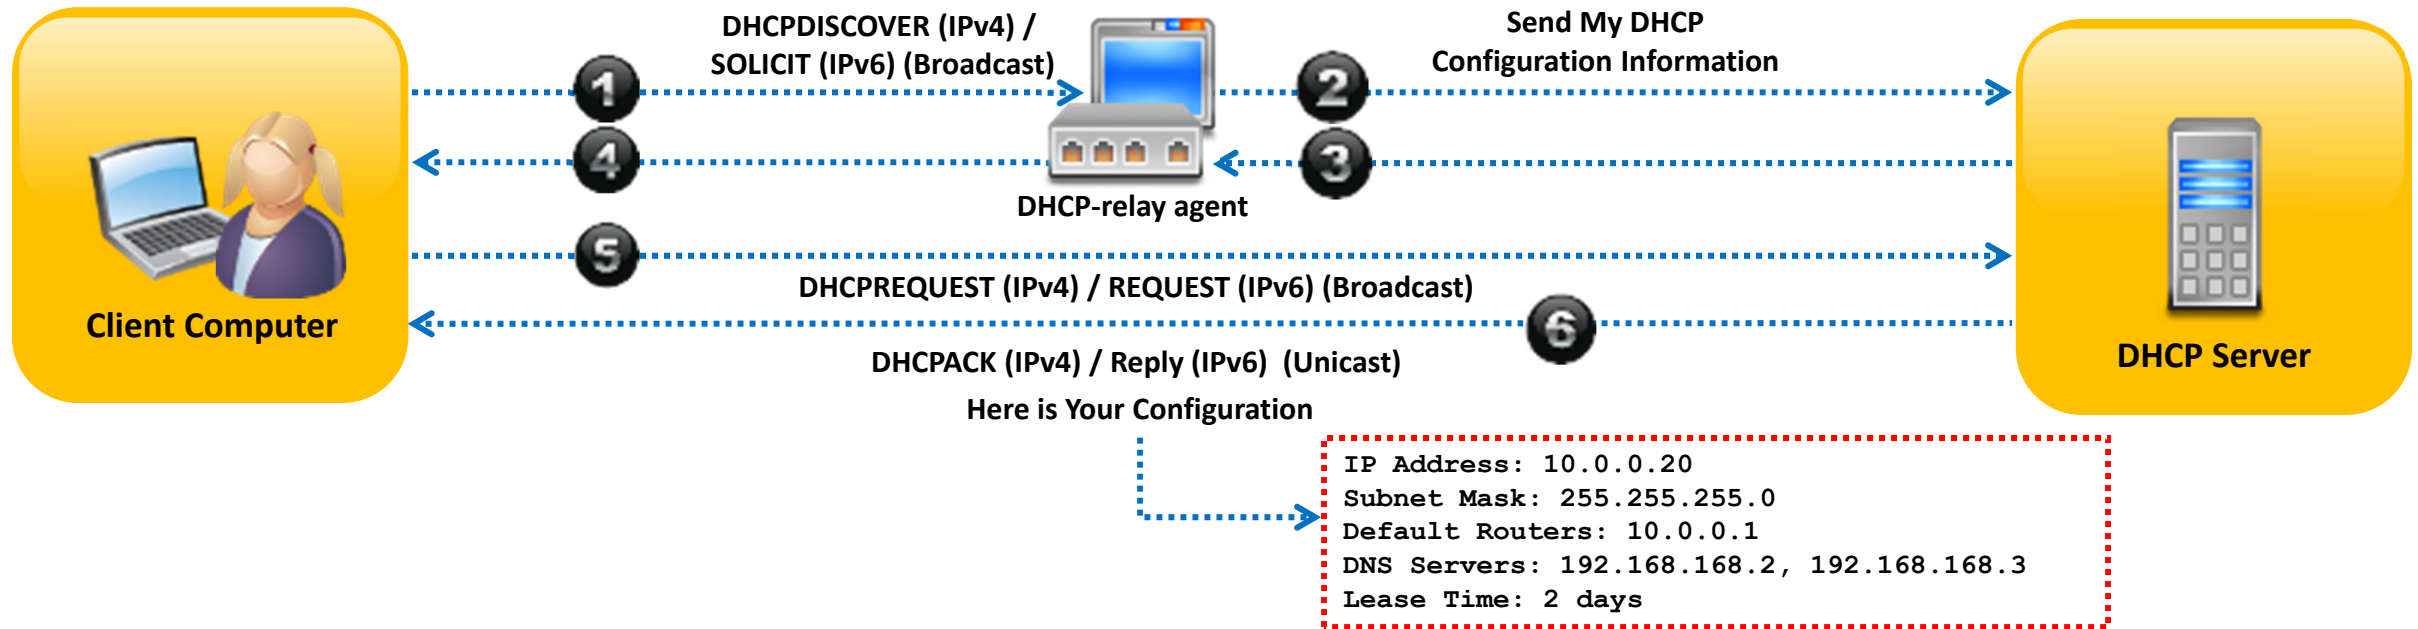 DHCPDISCOVER (IPv4) /
SOLICIT (IPv6) (Broadcast)
Send My DHCP
Configuration Information
1
2
4
3
DHCP-relay agent
5
DHCPREQUEST (IPv4) / REQUEST (IPv6) (Broadcast)
Client Computer
6
DHCP Server
DHCPACK (IPv4) / Reply (IPv6) (Unicast)
Here is Your Configuration
IP Address: 10.0.0.20
Subnet Mask: 255.255.255.0
Default Routers: 10.0.0.1
DNS Servers: 192.168.168.2, 192.168.168.3
Lease Time: 2 days